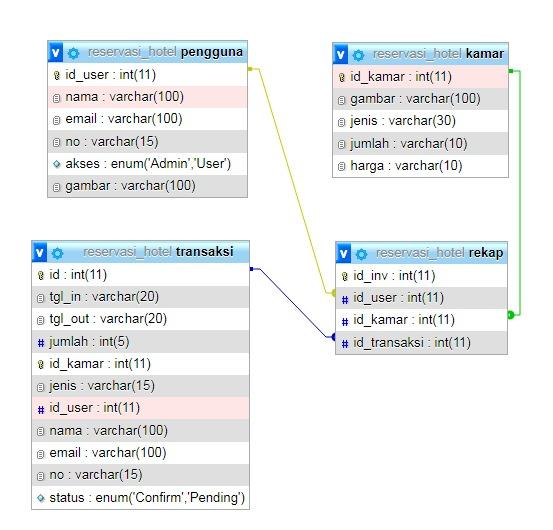 reservasi_hotel pengguna
id_user : int(11)
nama : varchar(100)
email : varchar(100)
no : varchar(15)
akses : enum('Admin','User')
gambar : varchar(100)
reservasi_hotel kamar
id_kamar : int(11)
gambar : varchar(100)
jenis : varchar(30)
jumlah : varchar(10)
harga : varchar(10)
reservasi_hotel transaksi
id : int(11)
tgl_in : varchar(20)
tgl_out : varchar(20)
jumlah : int(5)
id_kamar : int(11)
jenis : varchar(15)
id_user : int(11)
nama : varchar(100)
email : varchar(100)
no : varchar(15)
status : enum('Confirm','Pending')
reservasi_hotel rekap
id_inv : int(11)
id_user : int(11)
id_kamar : int(11)
id_transaksi : int(11)